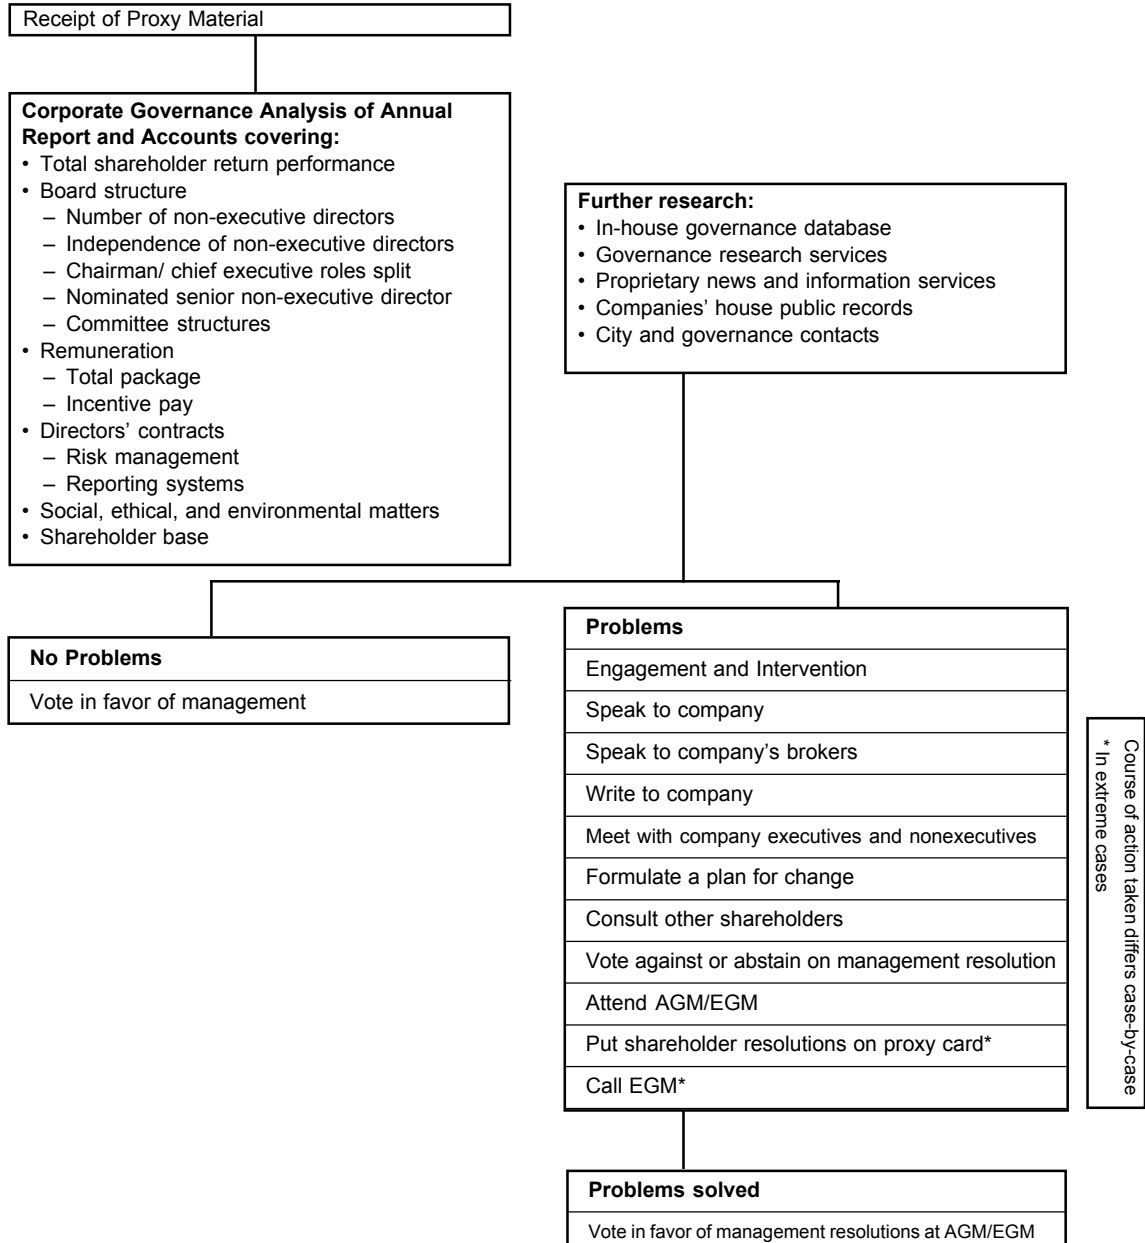 Receipt of Proxy Material
Corporate Governance Analysis of Annual
Report and Accounts covering:
• Total shareholder return performance
• Board structure
– Number of non-executive directors
– Independence of non-executive directors
– Chairman/ chief executive roles split
– Nominated senior non-executive director
– Committee structures
• Remuneration
– Total package
– Incentive pay
• Directors’ contracts
– Risk management
– Reporting systems
• Social, ethical, and environmental matters
• Shareholder base
Further research:
• In-house governance database
• Governance research services
• Proprietary news and information services
• Companies’ house public records
• City and governance contacts
No Problems
Vote in favor of management
Problems
Engagement and Intervention
Speak to company
Speak to company’s brokers
Write to company
Meet with company executives and nonexecutives
Formulate a plan for change
Consult other shareholders
Vote against or abstain on management resolution
Attend AGM/EGM
Put shareholder resolutions on proxy card*
Call EGM*
Course of action taken differs case-by-case
* In extreme cases
Problems solved
Vote in favor of management resolutions at AGM/EGM